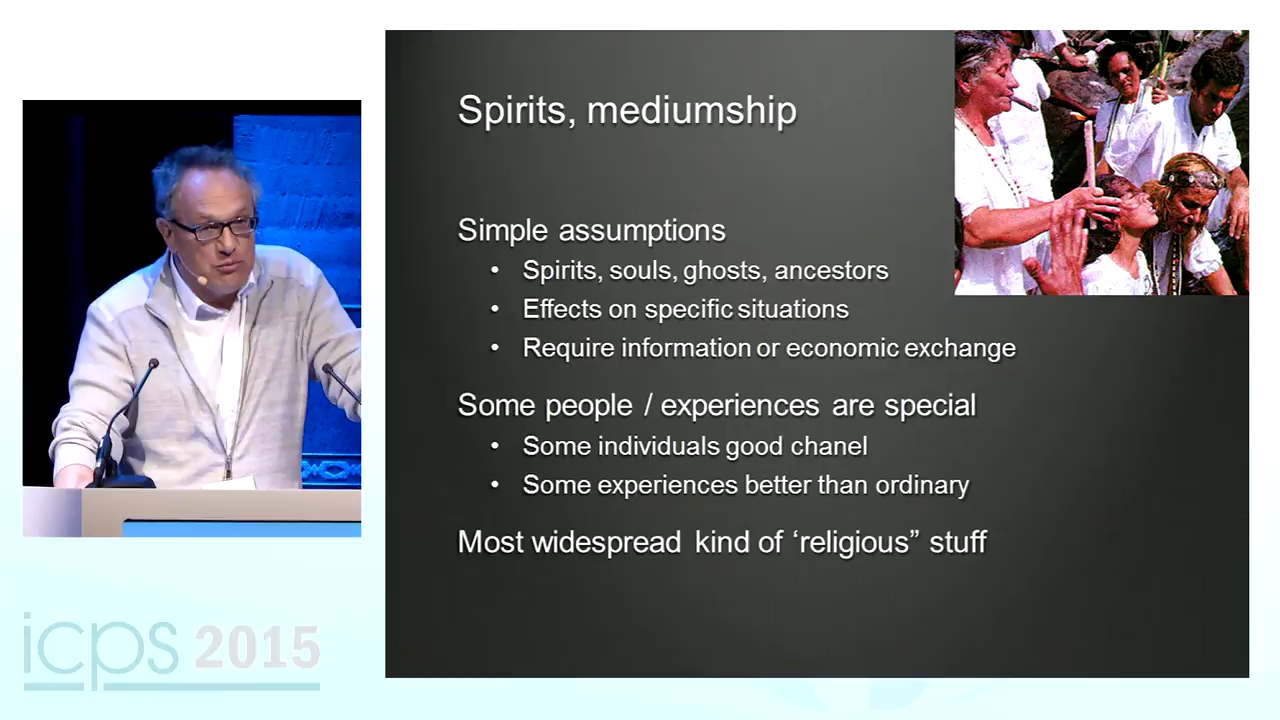 Spirits, mediumship
Simple assumptions
• Spirits, souls, ghosts, ancestors
• Effects on specific situations
• Require information or economic exchange
Some people / experiences are special
• Some individuals good chanel
• Some experiences better than ordinary
Most widespread kind of ‘religious” stuff
icps 2015